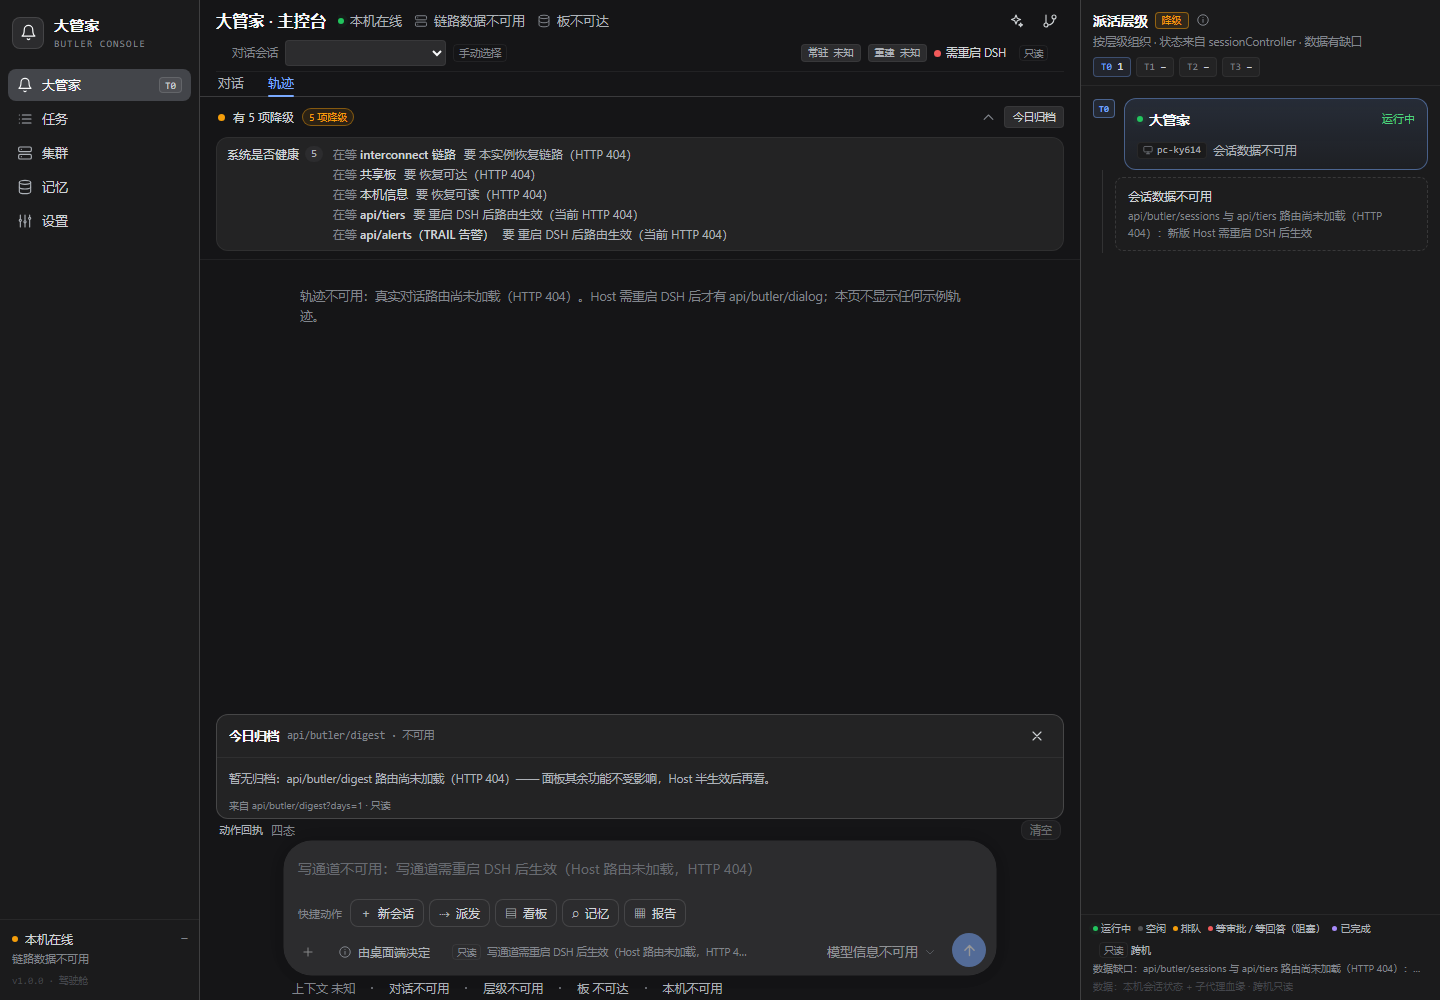 大管家
BUTLER CONSOLE
大管家 T0
任务
集群
记忆
设置
本机在线 –
链路数据不可用
v1.0.0 · 驾驶舱
大管家 · 主控台 本机在线 链路数据不可用 板不可达
对话会话 手动选择 常驻 未知 重建 未知 需重启 DSH 只读
对话 轨迹
有 5 项降级 5 项降级 今日归档
系统是否健康 5 在等 interconnect 链路 要 本实例恢复链路（HTTP 404）
在等 共享板 要 恢复可达（HTTP 404）
在等 本机信息 要 恢复可读（HTTP 404）
在等 api/tiers 要 重启 DSH 后路由生效（当前 HTTP 404）
在等 api/alerts（TRAIL 告警） 要 重启 DSH 后路由生效（当前 HTTP 404）
轨迹不可用：真实对话路由尚未加载（HTTP 404）。Host 需重启 DSH 后才有 api/butler/dialog；本页不显示任何示例轨
迹。
今日归档 api/butler/digest · 不可用
暂无归档：api/butler/digest 路由尚未加载（HTTP 404）—— 面板其余功能不受影响，Host 半生效后再看。
来自 api/butler/digest?days=1 · 只读
动作回执 四态 清空
写通道不可用：写通道需重启 DSH 后生效（Host 路由未加载，HTTP 404）
快捷动作 + 新会话 派发 看板 记忆 报告
+ 由桌面端决定 只读 写通道需重启 DSH 后生效（Host 路由未加载，HTTP 4... 模型信息不可用
上下文 未知 · 对话不可用 · 层级不可用 · 板 不可达 · 本机不可用
派活层级 降级
按层级组织 · 状态来自 sessionController · 数据有缺口
T0 1 T1 – T2 – T3 –
T0 大管家 运行中
pc-ky614 会话数据不可用
会话数据不可用
api/butler/sessions 与 api/tiers 路由尚未加载（HTTP
404）：新版 Host 需重启 DSH 后生效
运行中 空闲 排队 等审批 / 等回答（阻塞） 已完成
只读 跨机
数据缺口：api/butler/sessions 与 api/tiers 路由尚未加载（HTTP 404）：...
数据：本机会话状态 + 子代理血缘 · 跨机只读